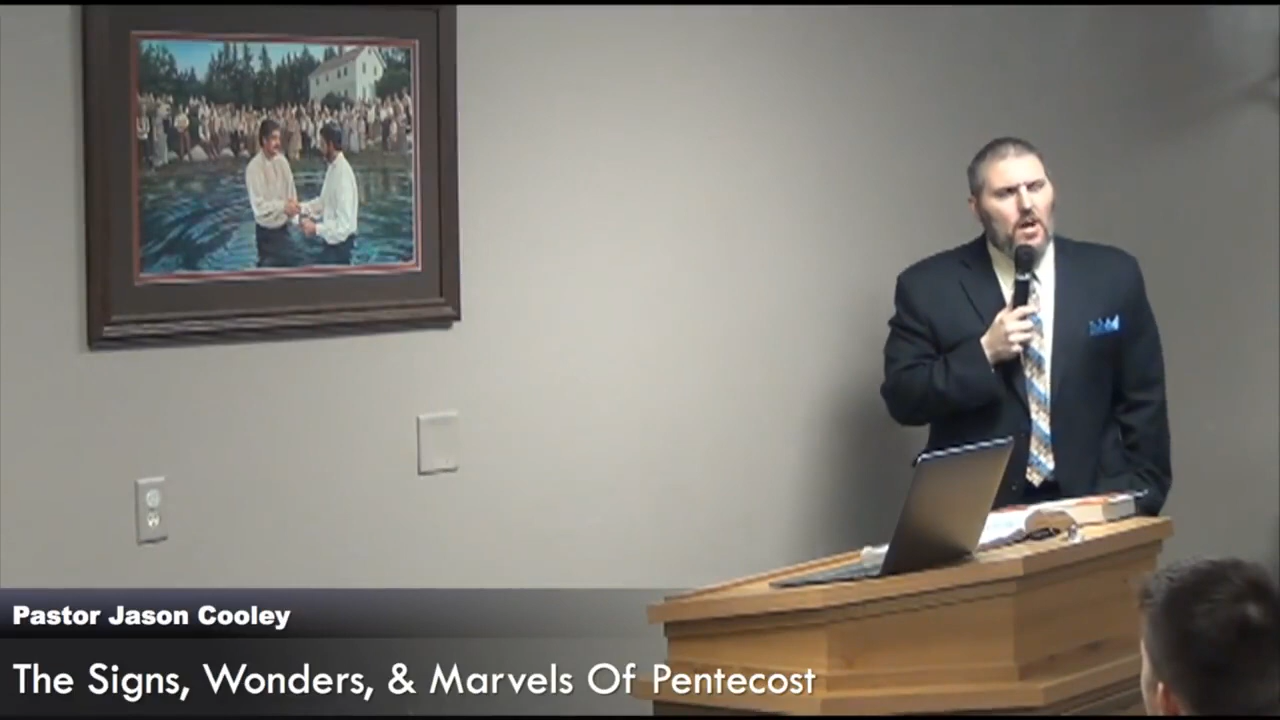 Pastor Jason Cooley
The Signs, Wonders, & Marvels Of Pentecost